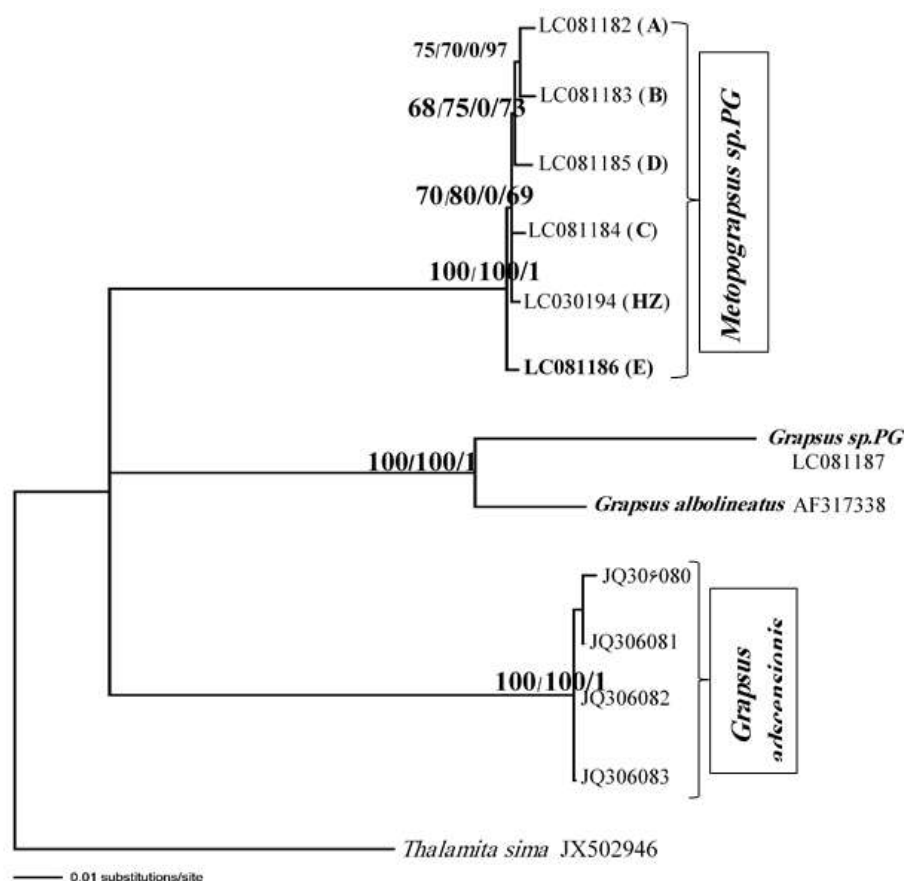 LC081182 (A)
75/70/0/97
LC081183 (B)
68/75/0/73
LC081185 (D)
70/80/0/69
LC081184 (C)
100/100/1
LC030194 (HZ)
LC081186 (E)
Metopograpsus sp.PG
Grapsus sp.PG
100/100/1
LC081187
Grapsus albolineatus AF317338
JQ30۶080
JQ306081
100/100/1
JQ306082
JQ306083
Grapsus
adscensionis
Thalamita sima JX502946
0.01 substitutions/site